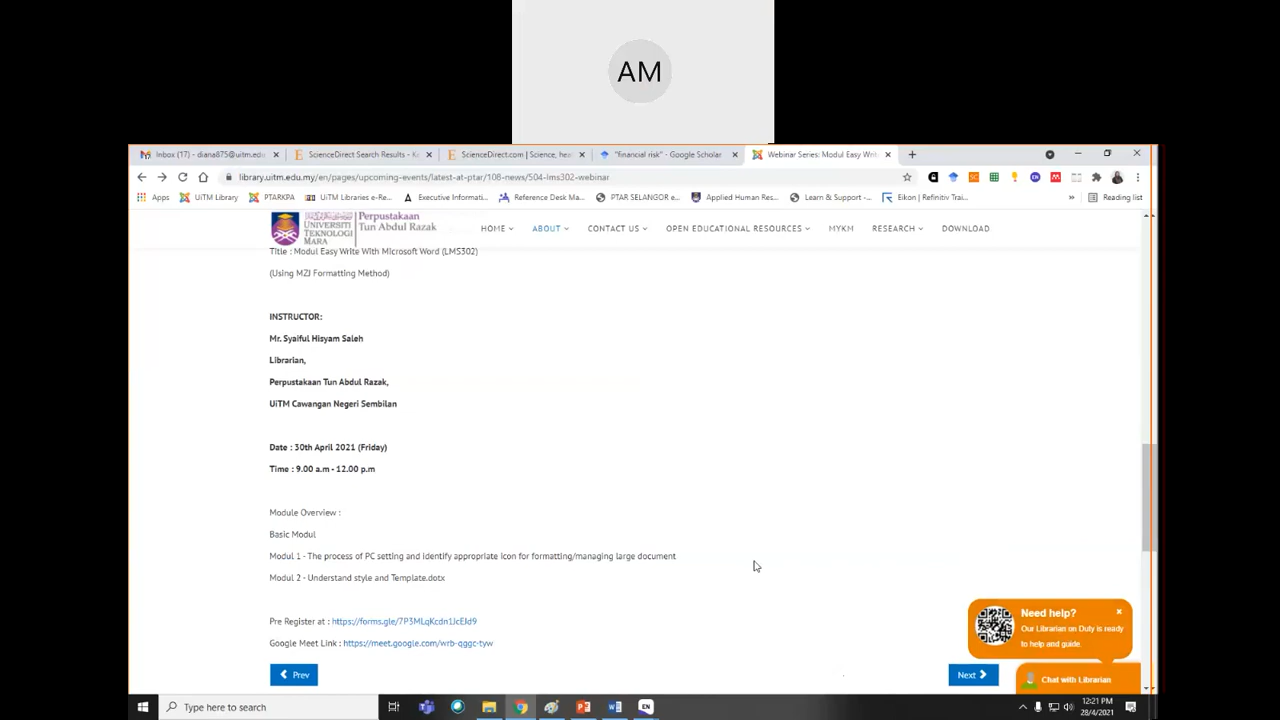 AM
Inbox (17) - diana875@uitm.edu
ScienceDirect Search Results - Ke
ScienceDirect.com | Science, hea
"financial risk" - Google Scholar
Webinar Series: Modul Easy Writ
library.uitm.edu.my/en/pages/upcoming-events/latest-at-ptar/108-news/504-lms302-webinar
Apps
UiTM Library
PTARKPA
UiTM Libraries e-Re...
Executive Informati...
Reference Desk Ma...
PTAR SELANGOR e...
Applied Human Res...
Learn & Support -...
Eikon | Refinitiv Trai...
»
Reading list
UNIVERSITI
TEKNOLOGI
MARA
Perpustakaan
Tun Abdul Razak
HOME
ABOUT
CONTACT US
OPEN EDUCATIONAL RESOURCES
MYKM
RESEARCH
DOWNLOAD
Title : Modul Easy Write With Microsoft Word (LMS302)
(Using MZJ Formatting Method)
INSTRUCTOR:
Mr. Syaiful Hisyam Saleh
Librarian,
Perpustakaan Tun Abdul Razak,
UiTM Cawangan Negeri Sembilan
Date : 30th April 2021 (Friday)
Time : 9.00 a.m - 12.00 p.m
Module Overview :
Basic Modul
Modul 1 - The process of PC setting and identify appropriate icon for formatting/managing large document
Modul 2 - Understand style and Template.dotx
Pre Register at : https://forms.gle/7P3MLqKcdn1JcEJd9
Google Meet Link : https://meet.google.com/wrb-qggc-tyw
Need help?
Our Librarian on Duty is ready
to help and guide.
Prev
Next
Chat with Librarian
Type here to search
EN
12:21 PM
28/4/2021